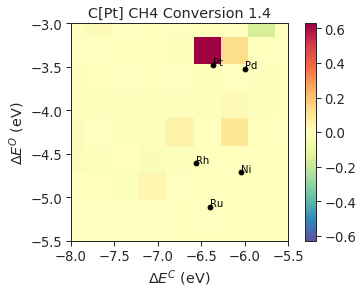 C[Pt] CH4 Conversion 1.4
−3.0
−3.5
−4.0
−4.5
−5.0
−5.5
ΔE^O (eV)
Pt
Pd
Rh
Ni
Ru
−8.0 −7.5 −7.0 −6.5 −6.0 −5.5
ΔE^C (eV)
0.6
0.4
0.2
0.0
−0.2
−0.4
−0.6